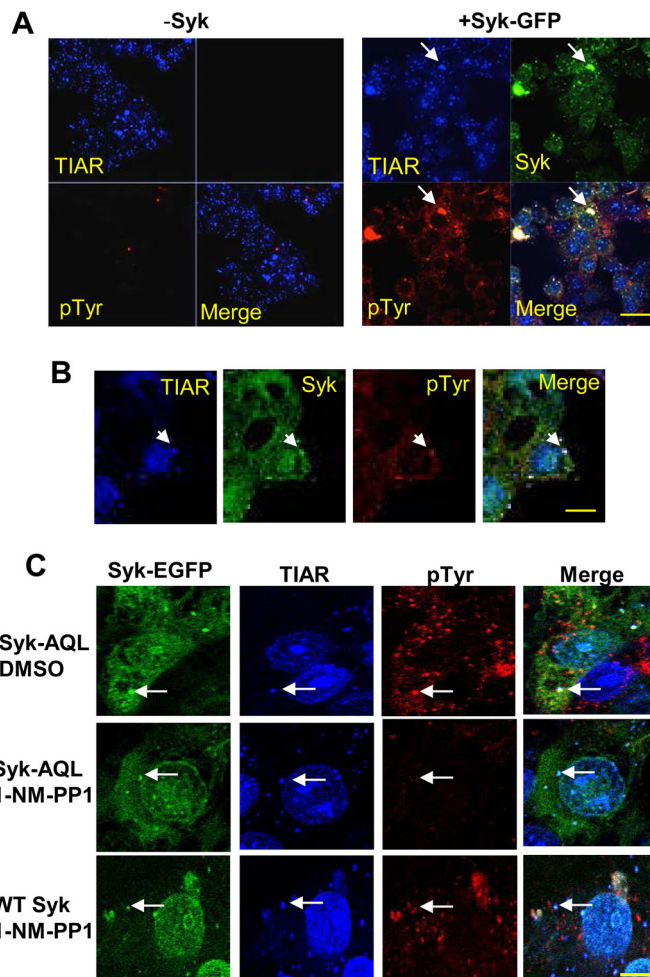 A
-Syk
+Syk-GFP
TIAR
TIAR
Syk
pTyr
Merge
pTyr
Merge
B
TIAR
Syk
pTyr
Merge
C
Syk-EGFP
TIAR
pTyr
Merge
Syk-AQL
DMSO
Syk-AQL
1-NM-PP1
WT Syk
1-NM-PP1